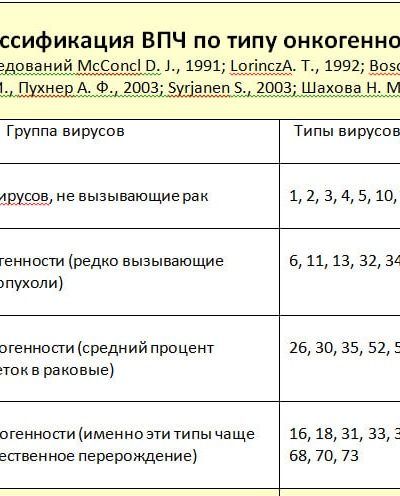 ссификация ВПЧ по типу онкогенно
едований McConcl D. J., 1991; LorinczA. T., 1992; Bosc
И., Пухнер А. Ф., 2003; Syrjanen S., 2003; Шахова Н. М
Группа вирусов
Типы вирусов
ирусов, не вызывающие рак
1, 2, 3, 4, 5, 10,
генности (редко вызывающие
опухоли)
6, 11, 13, 32, 34
огенности (средний процент
еток в раковые)
26, 30, 35, 52, 5
огенности (именно эти типы чаще
ественное перерождение)
16, 18, 31, 33, 3
68, 70, 73